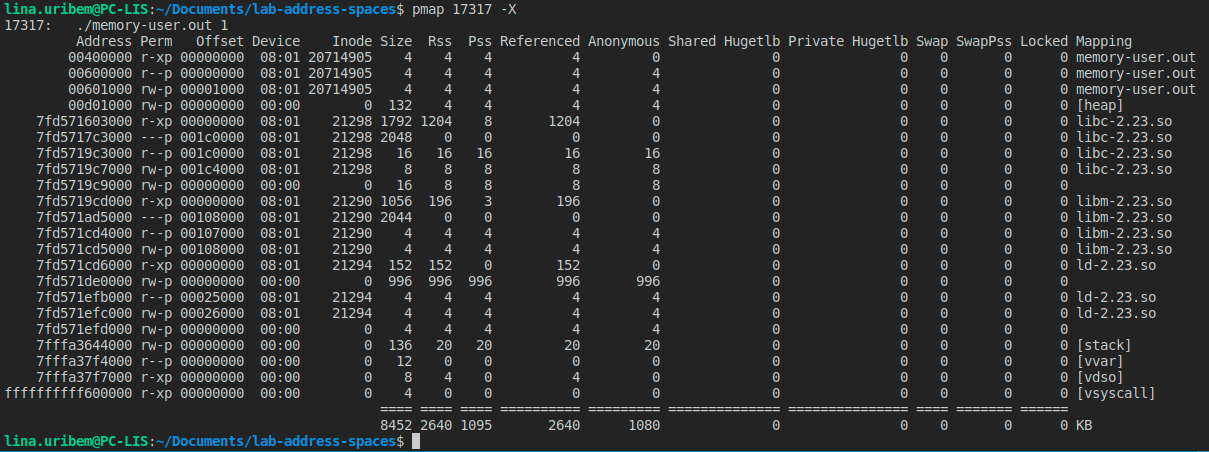 lina.uribem@PC-LIS:~/Documents/lab-address-spaces$ pmap 17317 -X
17317:   ./memory-user.out 1
         Address Perm   Offset Device    Inode Size  Rss  Pss Referenced Anonymous Shared_Hugetlb Private_Hugetlb Swap SwapPss Locked Mapping
        00400000 r-xp 00000000  08:01 20714905    4    4    4          4         0              0               0    0       0      0 memory-user.out
        00600000 r--p 00000000  08:01 20714905    4    4    4          4         4              0               0    0       0      0 memory-user.out
        00601000 rw-p 00001000  08:01 20714905    4    4    4          4         4              0               0    0       0      0 memory-user.out
        00d01000 rw-p 00000000  00:00        0  132    4    4          4         4              0               0    0       0      0 [heap]
    7fd571603000 r-xp 00000000  08:01    21298 1792 1204    8       1204         0              0               0    0       0      0 libc-2.23.so
    7fd5717c3000 ---p 001c0000  08:01    21298 2048    0    0          0         0              0               0    0       0      0 libc-2.23.so
    7fd5719c3000 r--p 001c0000  08:01    21298   16   16   16         16        16              0               0    0       0      0 libc-2.23.so
    7fd5719c7000 rw-p 001c4000  08:01    21298    8    8    8          8         8              0               0    0       0      0 libc-2.23.so
    7fd5719c9000 rw-p 00000000  00:00        0   16    8    8          8         8              0               0    0       0      0
    7fd5719cd000 r-xp 00000000  08:01    21290 1056  196    3        196         0              0               0    0       0      0 libm-2.23.so
    7fd571ad5000 ---p 00108000  08:01    21290 2044    0    0          0         0              0               0    0       0      0 libm-2.23.so
    7fd571cd4000 r--p 00107000  08:01    21290    4    4    4          4         4              0               0    0       0      0 libm-2.23.so
    7fd571cd5000 rw-p 00108000  08:01    21290    4    4    4          4         4              0               0    0       0      0 libm-2.23.so
    7fd571cd6000 r-xp 00000000  08:01    21294  152  152    0        152         0              0               0    0       0      0 ld-2.23.so
    7fd571de0000 rw-p 00000000  00:00        0  996  996  996        996       996              0               0    0       0      0
    7fd571efb000 r--p 00025000  08:01    21294    4    4    4          4         4              0               0    0       0      0 ld-2.23.so
    7fd571efc000 rw-p 00026000  08:01    21294    4    4    4          4         4              0               0    0       0      0 ld-2.23.so
    7fd571efd000 rw-p 00000000  00:00        0    4    4    4          4         4              0               0    0       0      0
    7fffa3644000 rw-p 00000000  00:00        0  136   20   20         20        20              0               0    0       0      0 [stack]
    7fffa37f4000 r--p 00000000  00:00        0   12    0    0          0         0              0               0    0       0      0 [vvar]
    7fffa37f7000 r-xp 00000000  00:00        0    8    4    0          4         0              0               0    0       0      0 [vdso]
ffffffffff600000 r-xp 00000000  00:00        0    4    0    0          0         0              0               0    0       0      0 [vsyscall]
                                               ==== ==== ==== ========== ========= ============== =============== ==== ======= ======
                                               8452 2640 1095       2640      1080              0               0    0       0      0 KB
lina.uribem@PC-LIS:~/Documents/lab-address-spaces$